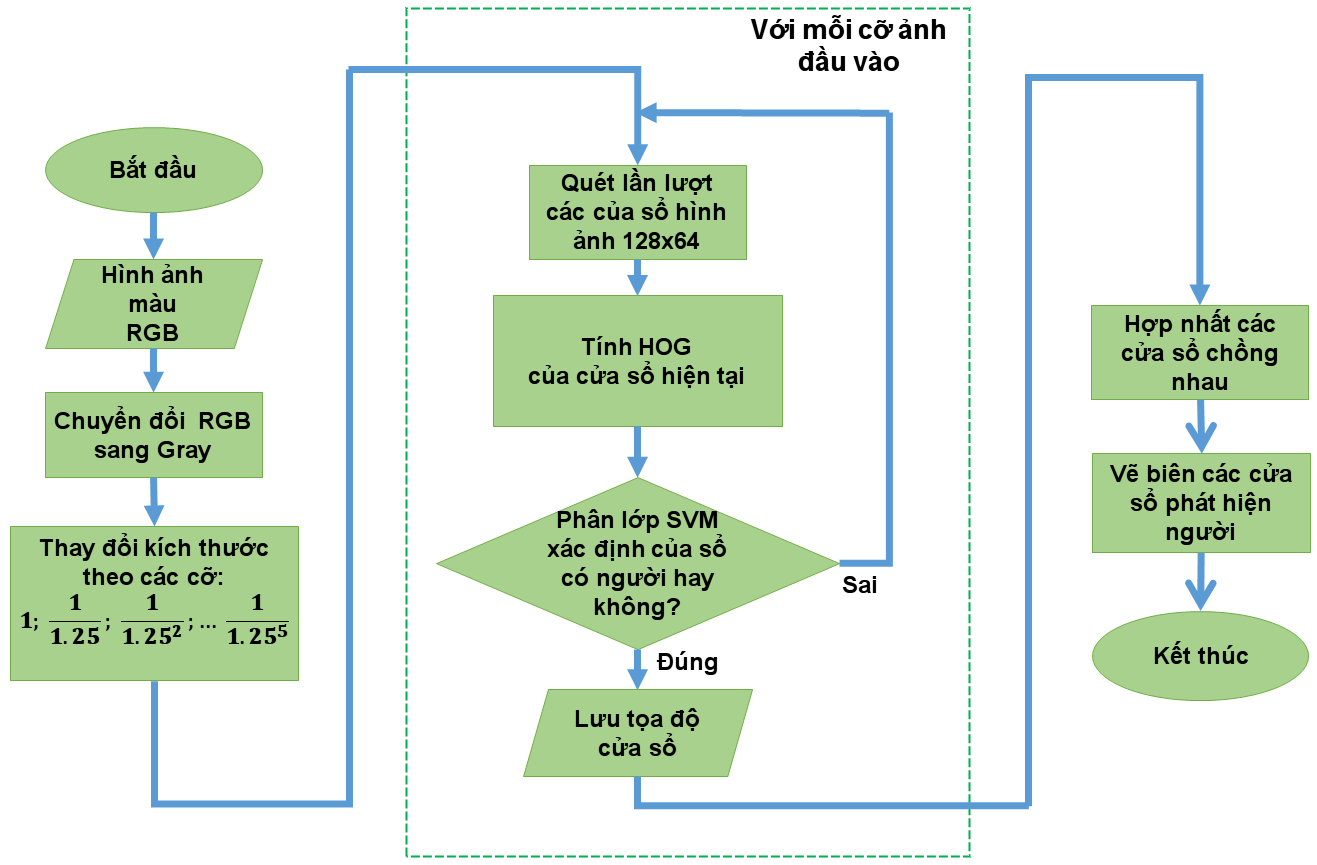 Bắt đầu
Hình ảnh
màu
RGB
Chuyển đổi RGB
sang Gray
Thay đổi kích thước
theo các cỡ:
1; 1/1.25; 1/1.25²; ... 1/1.25⁵
Với mỗi cỡ ảnh
đầu vào
Quét lần lượt
các của sổ hình
ảnh 128x64
Tính HOG
của cửa sổ hiện tại
Phân lớp SVM
xác định của sổ
có người hay
không?
Sai
Đúng
Lưu tọa độ
cửa sổ
Hợp nhất các
cửa sổ chồng
nhau
Vẽ biên các cửa
sổ phát hiện
người
Kết thúc